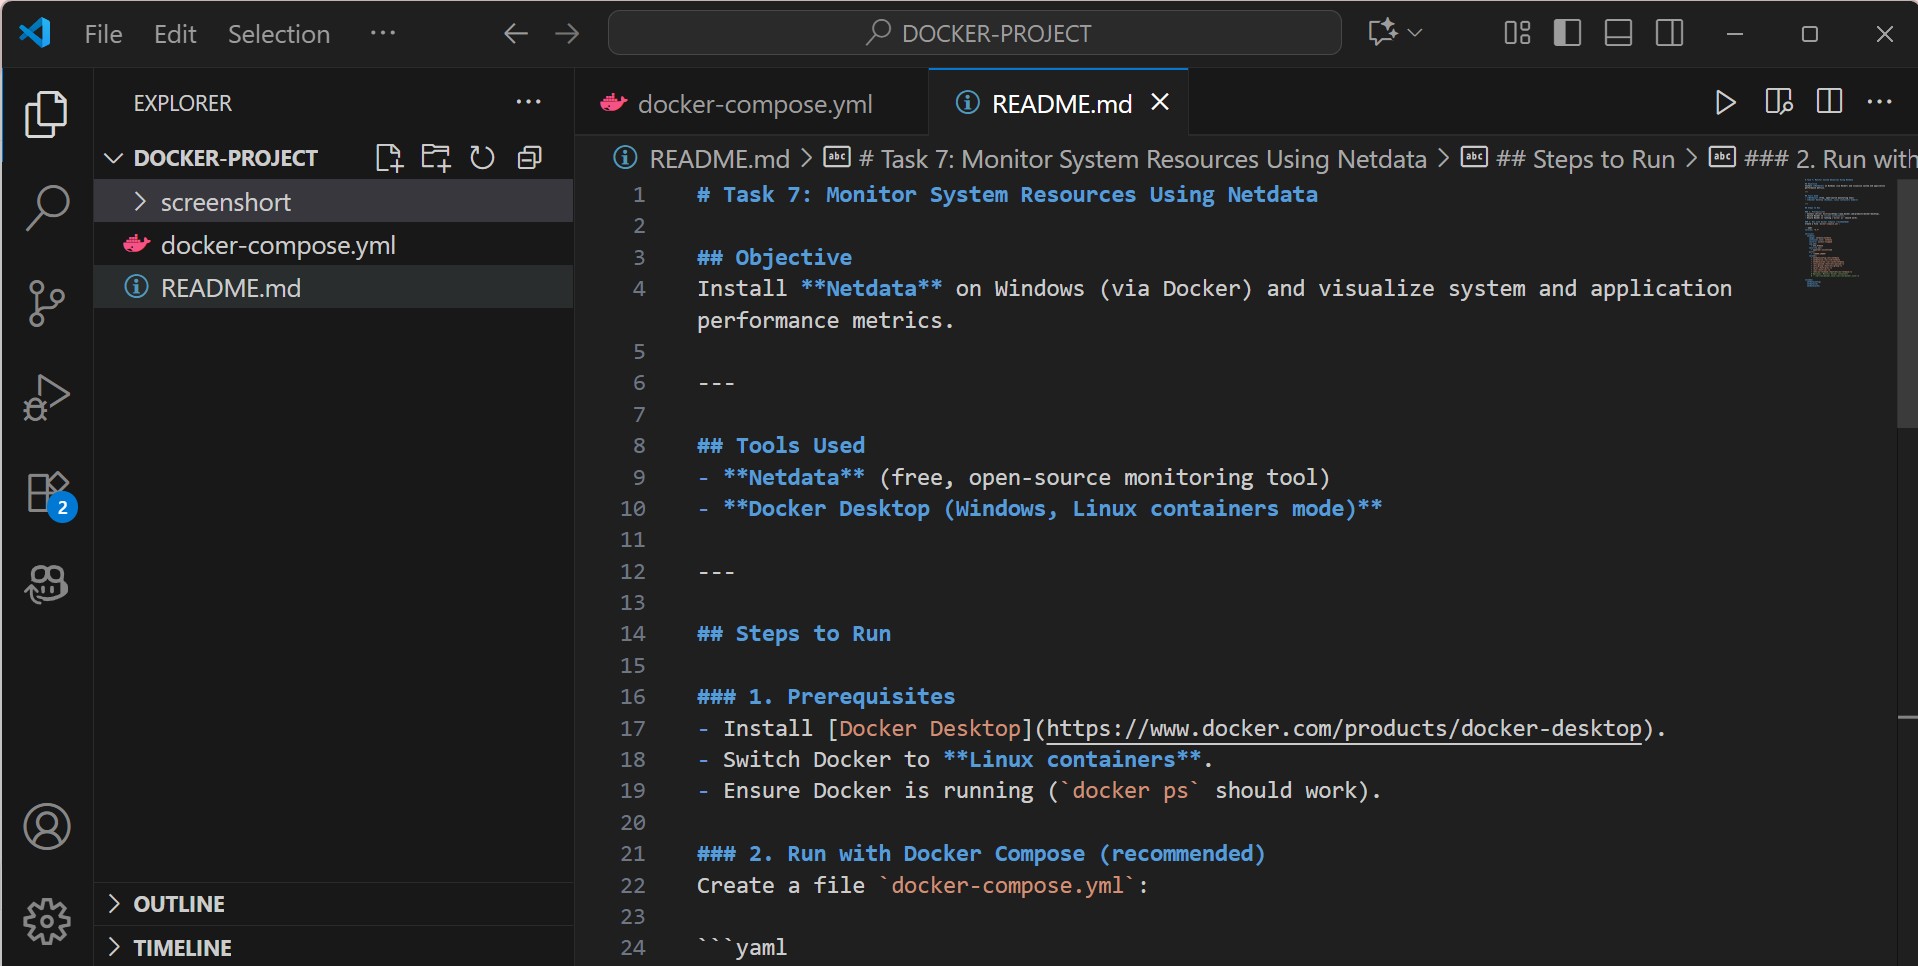 File Edit Selection ··· DOCKER-PROJECT
EXPLORER ···
DOCKER-PROJECT
screenshort
docker-compose.yml
README.md
2
OUTLINE
TIMELINE
docker-compose.yml README.md
README.md > # Task 7: Monitor System Resources Using Netdata > ## Steps to Run > ### 2. Run with
1 # Task 7: Monitor System Resources Using Netdata
2
3 ## Objective
4 Install **Netdata** on Windows (via Docker) and visualize system and application
performance metrics.
5
6 ---
7
8 ## Tools Used
9 - **Netdata** (free, open-source monitoring tool)
10 - **Docker Desktop (Windows, Linux containers mode)**
11
12 ---
13
14 ## Steps to Run
15
16 ### 1. Prerequisites
17 - Install [Docker Desktop](https://www.docker.com/products/docker-desktop).
18 - Switch Docker to **Linux containers**.
19 - Ensure Docker is running (`docker ps` should work).
20
21 ### 2. Run with Docker Compose (recommended)
22 Create a file `docker-compose.yml`:
23
24 ```yaml